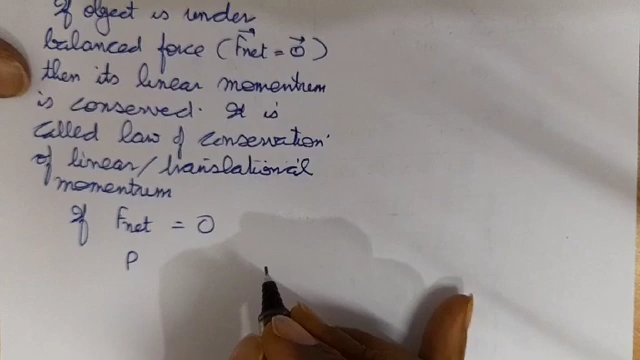 If object is under
balanced force (F⃗net = 0⃗)
then its linear momentum
is conserved. It is
called law of conservation
of linear/translational
momentum
If Fnet = 0
P